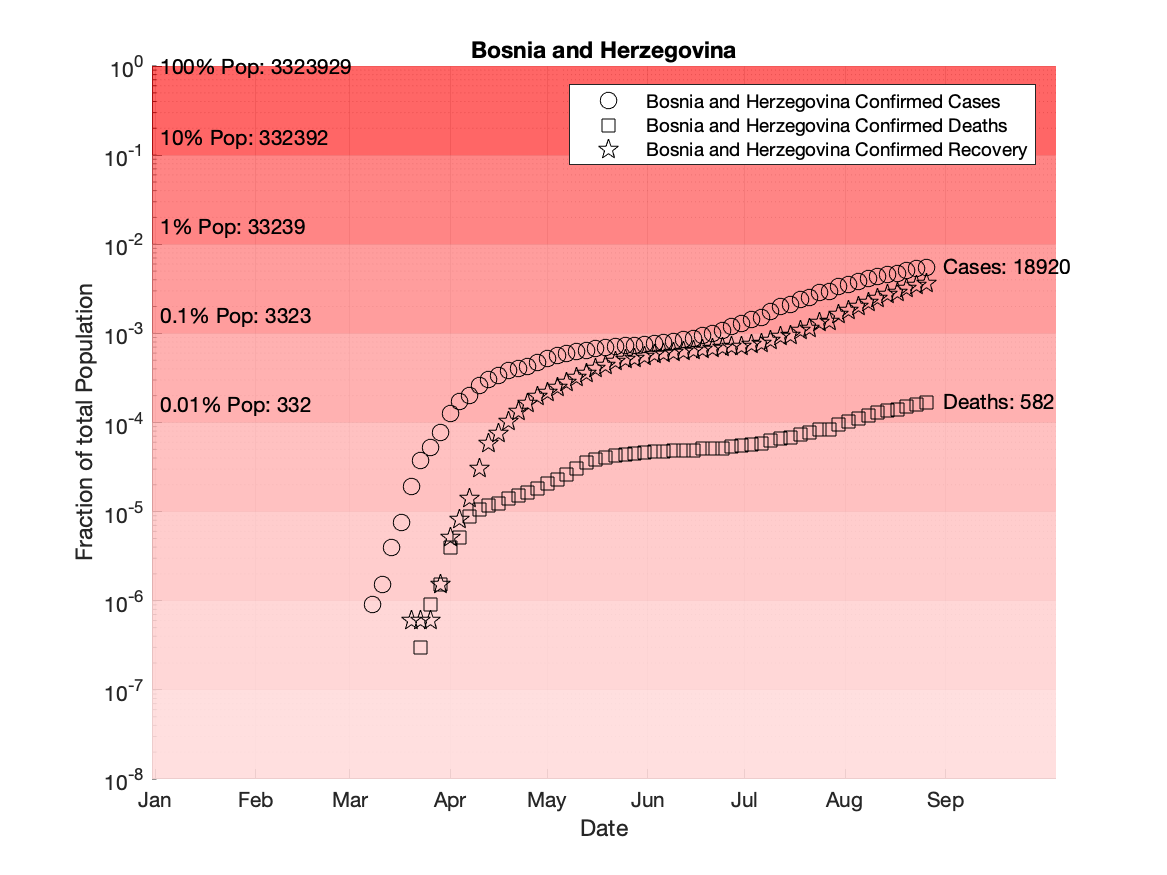 Bosnia and Herzegovina
10^0
100% Pop: 3323929
Bosnia and Herzegovina Confirmed Cases
Bosnia and Herzegovina Confirmed Deaths
Bosnia and Herzegovina Confirmed Recovery
10% Pop: 332392
10^-1
1% Pop: 33239
10^-2
Cases: 18920
0.1% Pop: 3323
10^-3
0.01% Pop: 332
Deaths: 582
10^-4
10^-5
10^-6
10^-7
10^-8
Fraction of total Population
Jan Feb Mar Apr May Jun Jul Aug Sep
Date